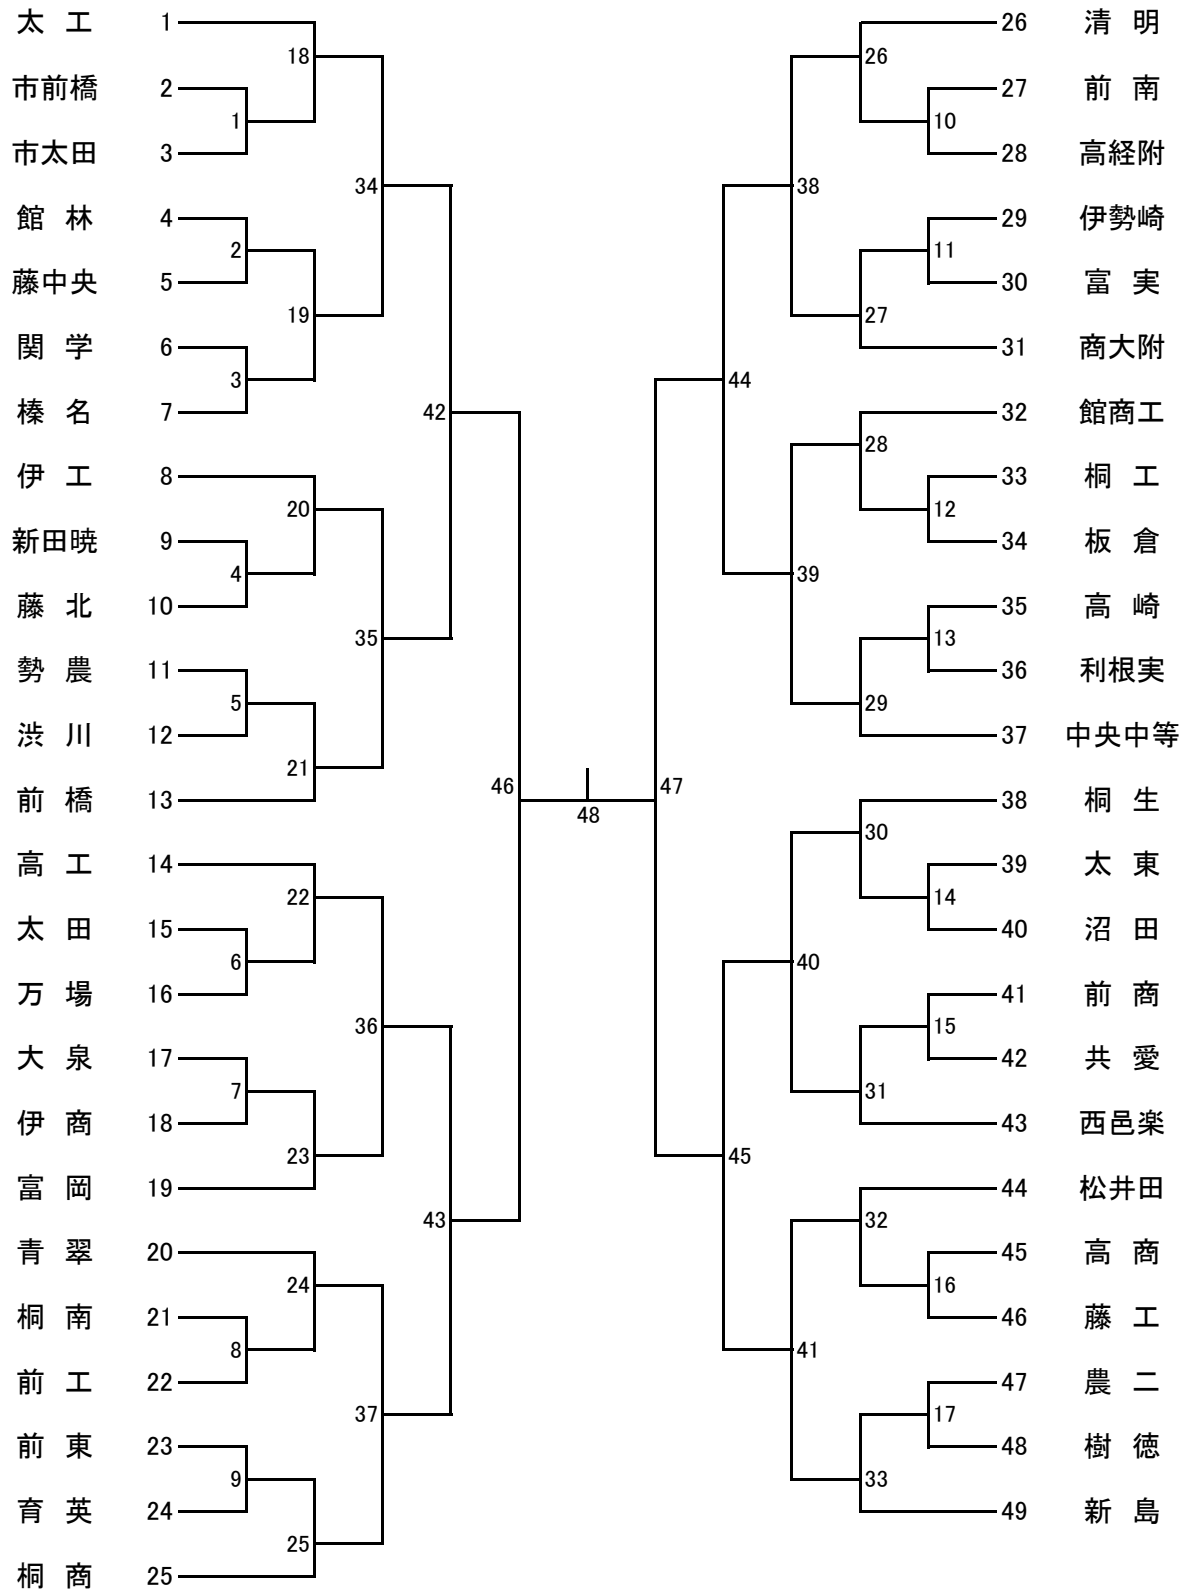 太 工 1
市前橋 2
市太田 3
館 林 4
藤中央 5
関 学 6
榛 名 7
伊 工 8
新田暁 9
藤 北 10
勢 農 11
渋 川 12
前 橋 13
高 工 14
太 田 15
万 場 16
大 泉 17
伊 商 18
富 岡 19
青 翠 20
桐 南 21
前 工 22
前 東 23
育 英 24
桐 商 25
1
2
3
4
5
6
7
8
9
18
19
20
21
22
23
24
25
34
35
36
37
42
43
46
48
47
44
45
38
39
40
41
26
27
28
29
30
31
32
33
10
11
12
13
14
15
16
17
26 清 明
27 前 南
28 高経附
29 伊勢崎
30 富 実
31 商大附
32 館商工
33 桐 工
34 板 倉
35 高 崎
36 利根実
37 中央中等
38 桐 生
39 太 東
40 沼 田
41 前 商
42 共 愛
43 西邑楽
44 松井田
45 高 商
46 藤 工
47 農 二
48 樹 徳
49 新 島